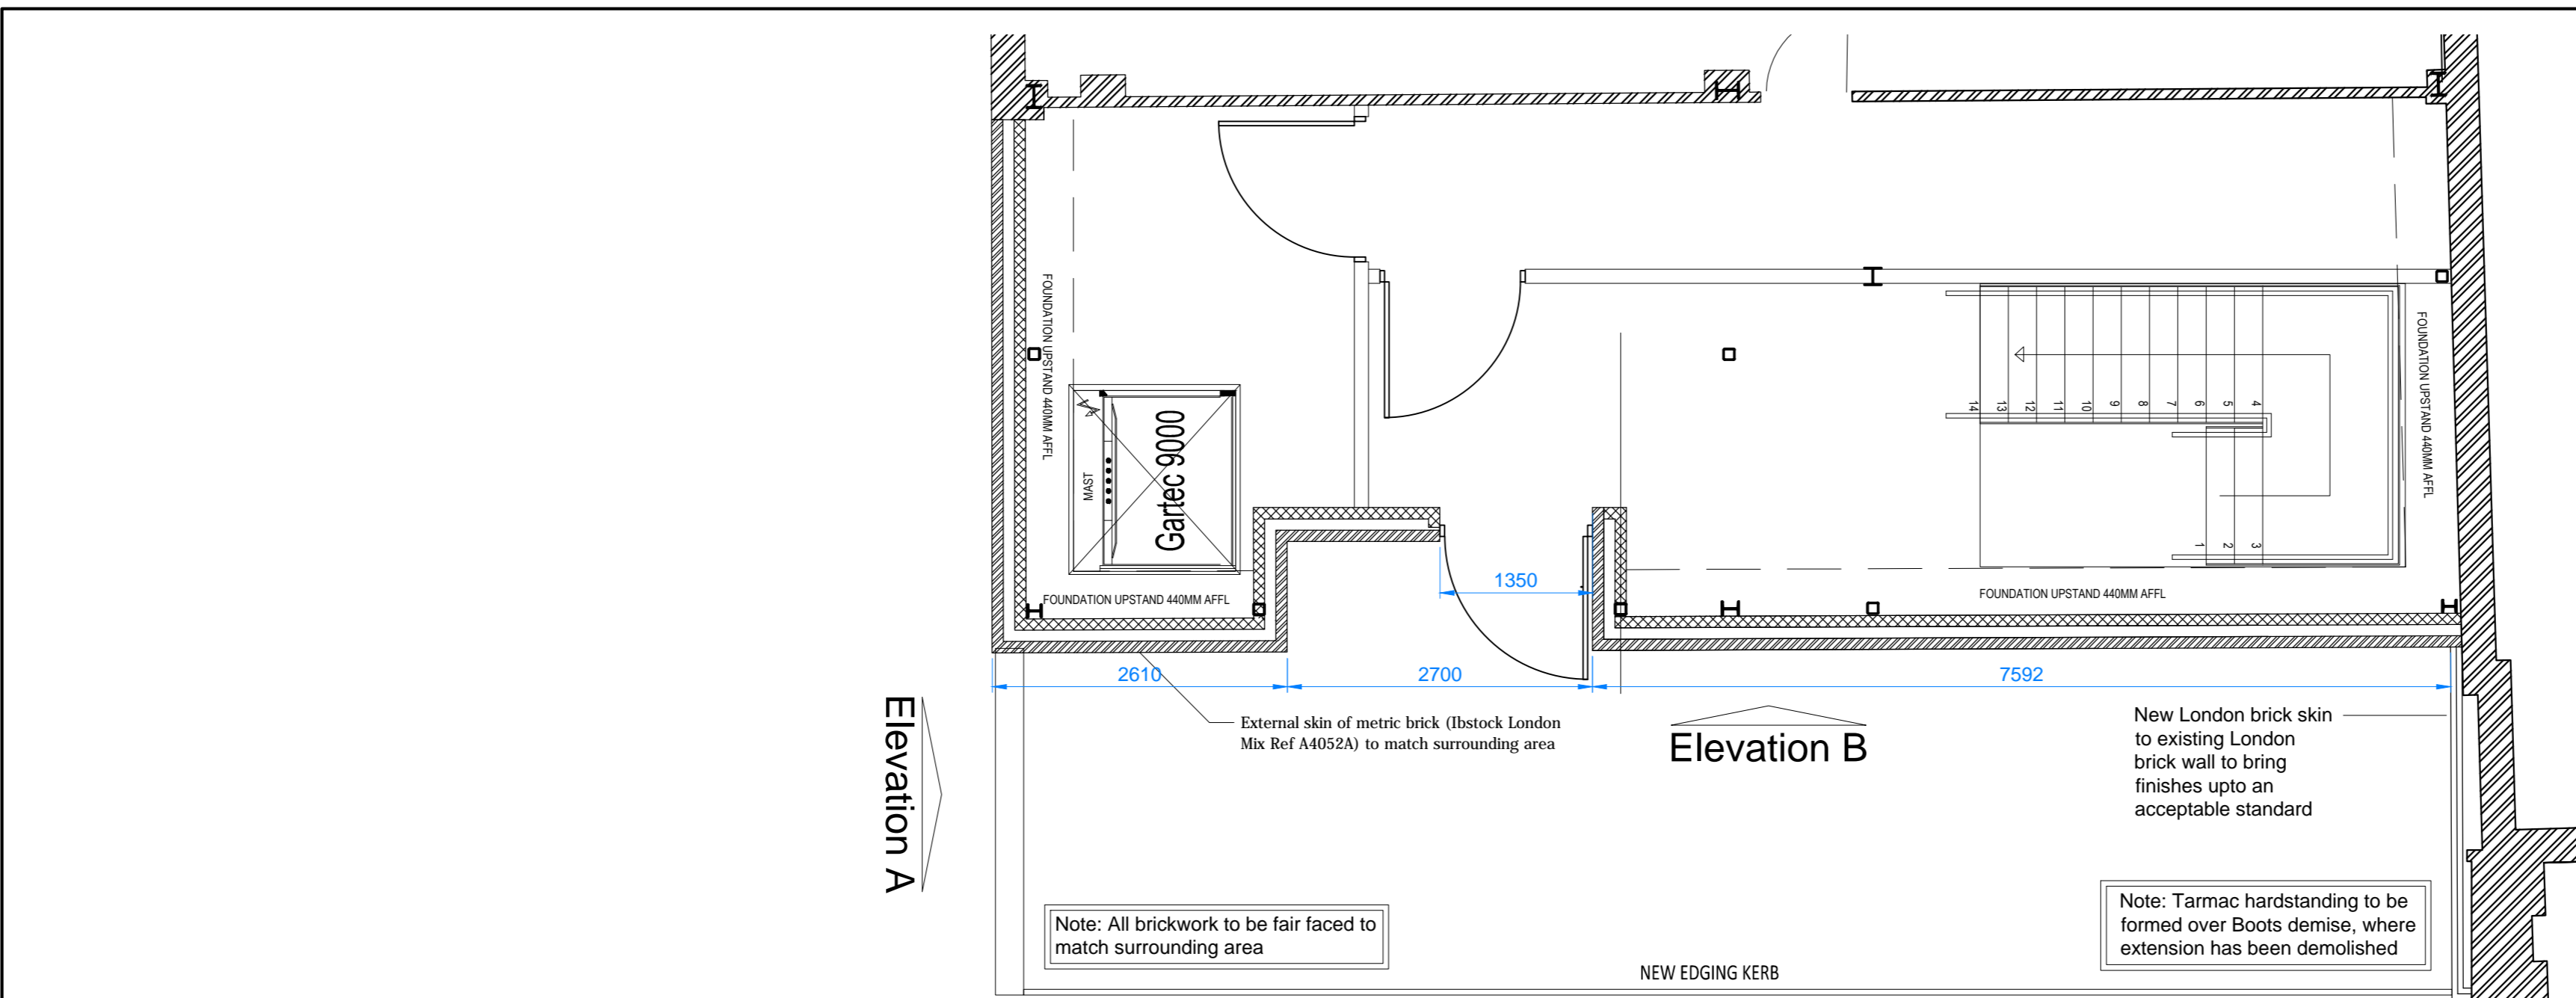 FOUNDATION UPSTAND 440MM AFFL
MAST
Gartec 9000
FOUNDATION UPSTAND 440MM AFFL
14
13
12
11
10
9
8
7
6
5
4
1
2
3
FOUNDATION UPSTAND 440MM AFFL
FOUNDATION UPSTAND 440MM AFFL
1350
2610
2700
7592
Elevation A
External skin of metric brick (Ibstock London
Mix Ref A4052A) to match surrounding area
Elevation B
New London brick skin
to existing London
brick wall to bring
finishes upto an
acceptable standard
Note: All brickwork to be fair faced to
match surrounding area
Note: Tarmac hardstanding to be
formed over Boots demise, where
extension has been demolished
NEW EDGING KERB